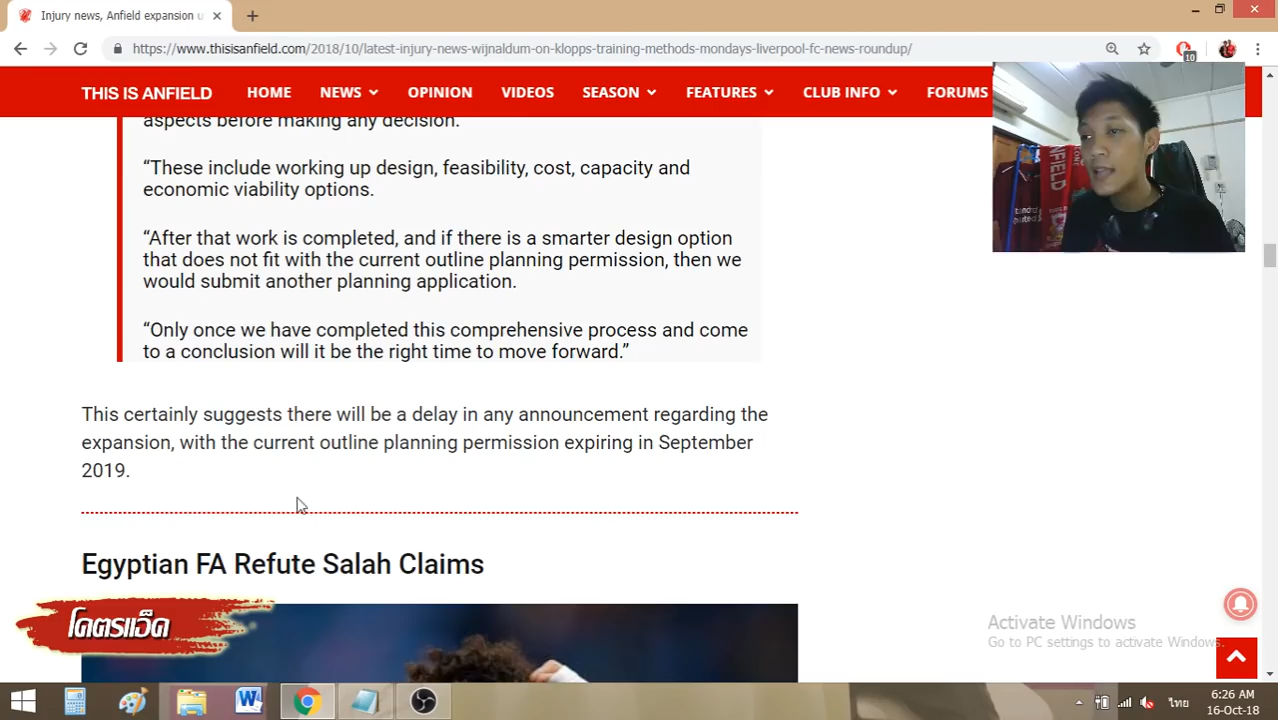 Injury news, Anfield expansion u
https://www.thisisanfield.com/2018/10/latest-injury-news-wijnaldum-on-klopps-training-methods-mondays-liverpool-fc-news-roundup/
10
THIS IS ANFIELD HOME NEWS OPINION VIDEOS SEASON FEATURES CLUB INFO FORUMS
aspects before making any decision.
“These include working up design, feasibility, cost, capacity and
economic viability options.
“After that work is completed, and if there is a smarter design option
that does not fit with the current outline planning permission, then we
would submit another planning application.
“Only once we have completed this comprehensive process and come
to a conclusion will it be the right time to move forward.”
This certainly suggests there will be a delay in any announcement regarding the
expansion, with the current outline planning permission expiring in September
2019.
Egyptian FA Refute Salah Claims
โคตรแอ็ด
Activate Windows
Go to PC settings to activate Windows.
ไทย
6:26 AM
16-Oct-18